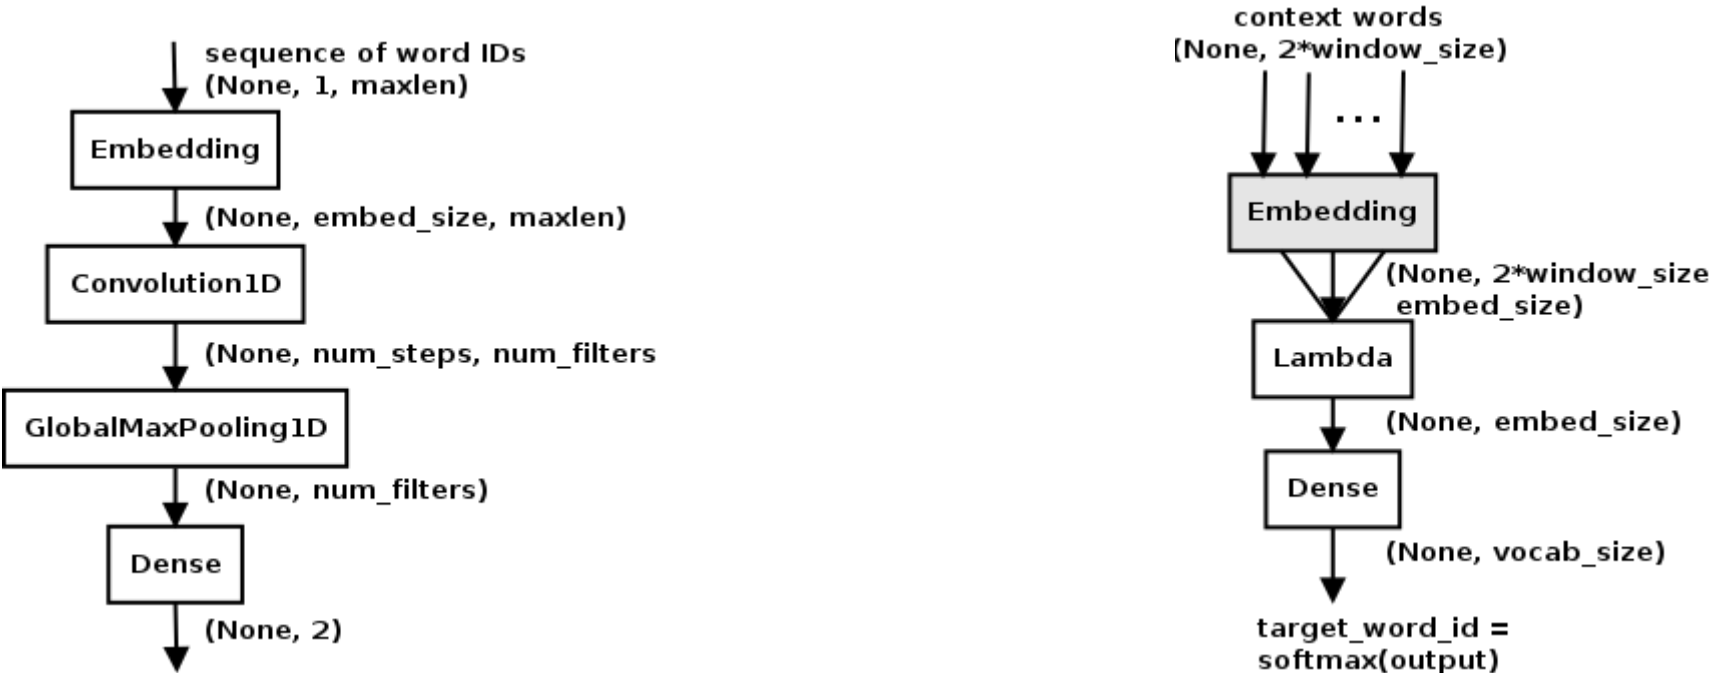 sequence of word IDs
(None, 1, maxlen)
Embedding
(None, embed_size, maxlen)
Convolution1D
(None, num_steps, num_filters
GlobalMaxPooling1D
(None, num_filters)
Dense
(None, 2)
context words
(None, 2*window_size)
...
Embedding
(None, 2*window_size
embed_size)
Lambda
(None, embed_size)
Dense
(None, vocab_size)
target_word_id =
softmax(output)